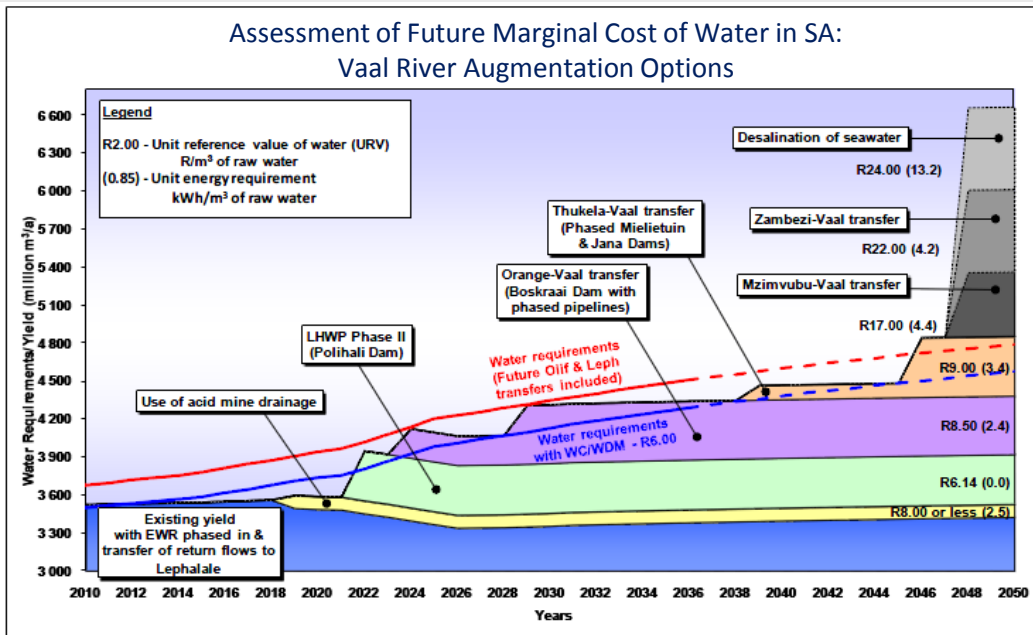 Assessment of Future Marginal Cost of Water in SA:
Vaal River Augmentation Options
Water Requirements/Yield (million m³/a)
6 600
6 300
6 000
5 700
5 400
5 100
4 800
4 500
4 200
3 900
3 600
3 300
3 000
Legend
R2.00 - Unit reference value of water (URV)
R/m³ of raw water
(0.85) - Unit energy requirement
kWh/m³ of raw water
Desalination of seawater
R24.00 (13.2)
Zambezi-Vaal transfer
R22.00 (4.2)
Mzimvubu-Vaal transfer
R17.00 (4.4)
Thukela-Vaal transfer
(Phased Mielietuin
& Jana Dams)
Orange-Vaal transfer
(Boskraai Dam with
phased pipelines)
LHWP Phase II
(Polihali Dam)
Use of acid mine drainage
Water requirements
(Future Olif & Leph
transfers included)
Water requirements
with WC/WDM - R6.00
R9.00 (3.4)
R8.50 (2.4)
R6.14 (0.0)
R8.00 or less (2.5)
Existing yield
with EWR phased in &
transfer of return flows to
Lephalale
2010 2012 2014 2016 2018 2020 2022 2024 2026 2028 2030 2032 2034 2036 2038 2040 2042 2044 2046 2048 2050
Years